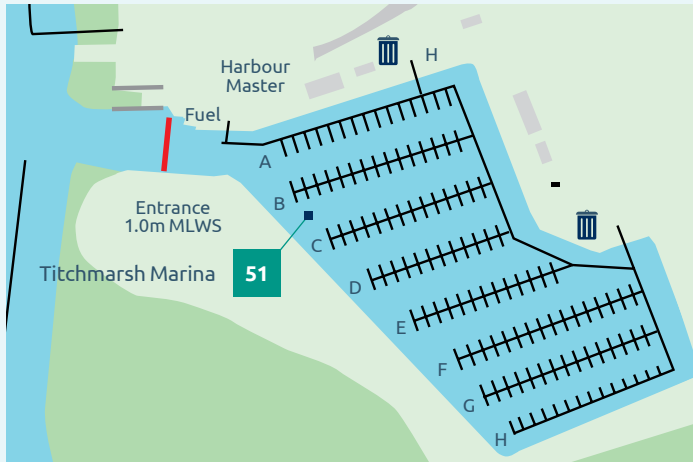 H
Harbour
Master
Fuel
A
B
Entrance
1.0m MLWS
C
Titchmarsh Marina
51
D
E
F
G
H